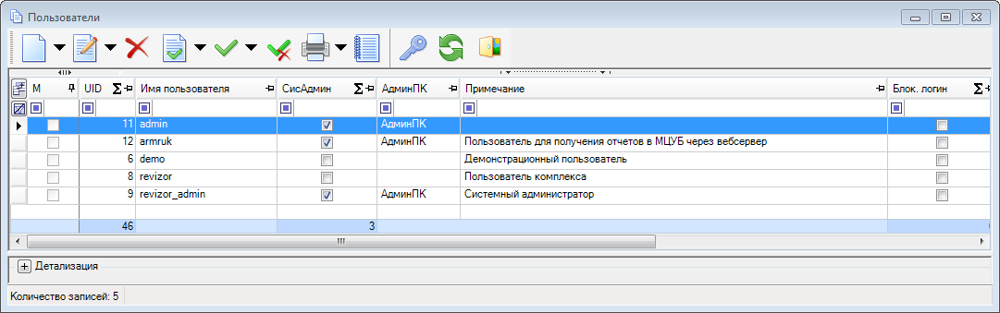 Пользователи
М UID Σ Имя пользователя СисАдмин Σ АдминПК Примечание Блок. логин Σ
11 admin АдминПК
12 armruk АдминПК Пользователь для получения отчетов в МЦУБ через вебсервер
6 demo Демонстрационный пользователь
8 revizor Пользователь комплекса
9 revizor_admin АдминПК Системный администратор
46 3
Детализация
Количество записей: 5